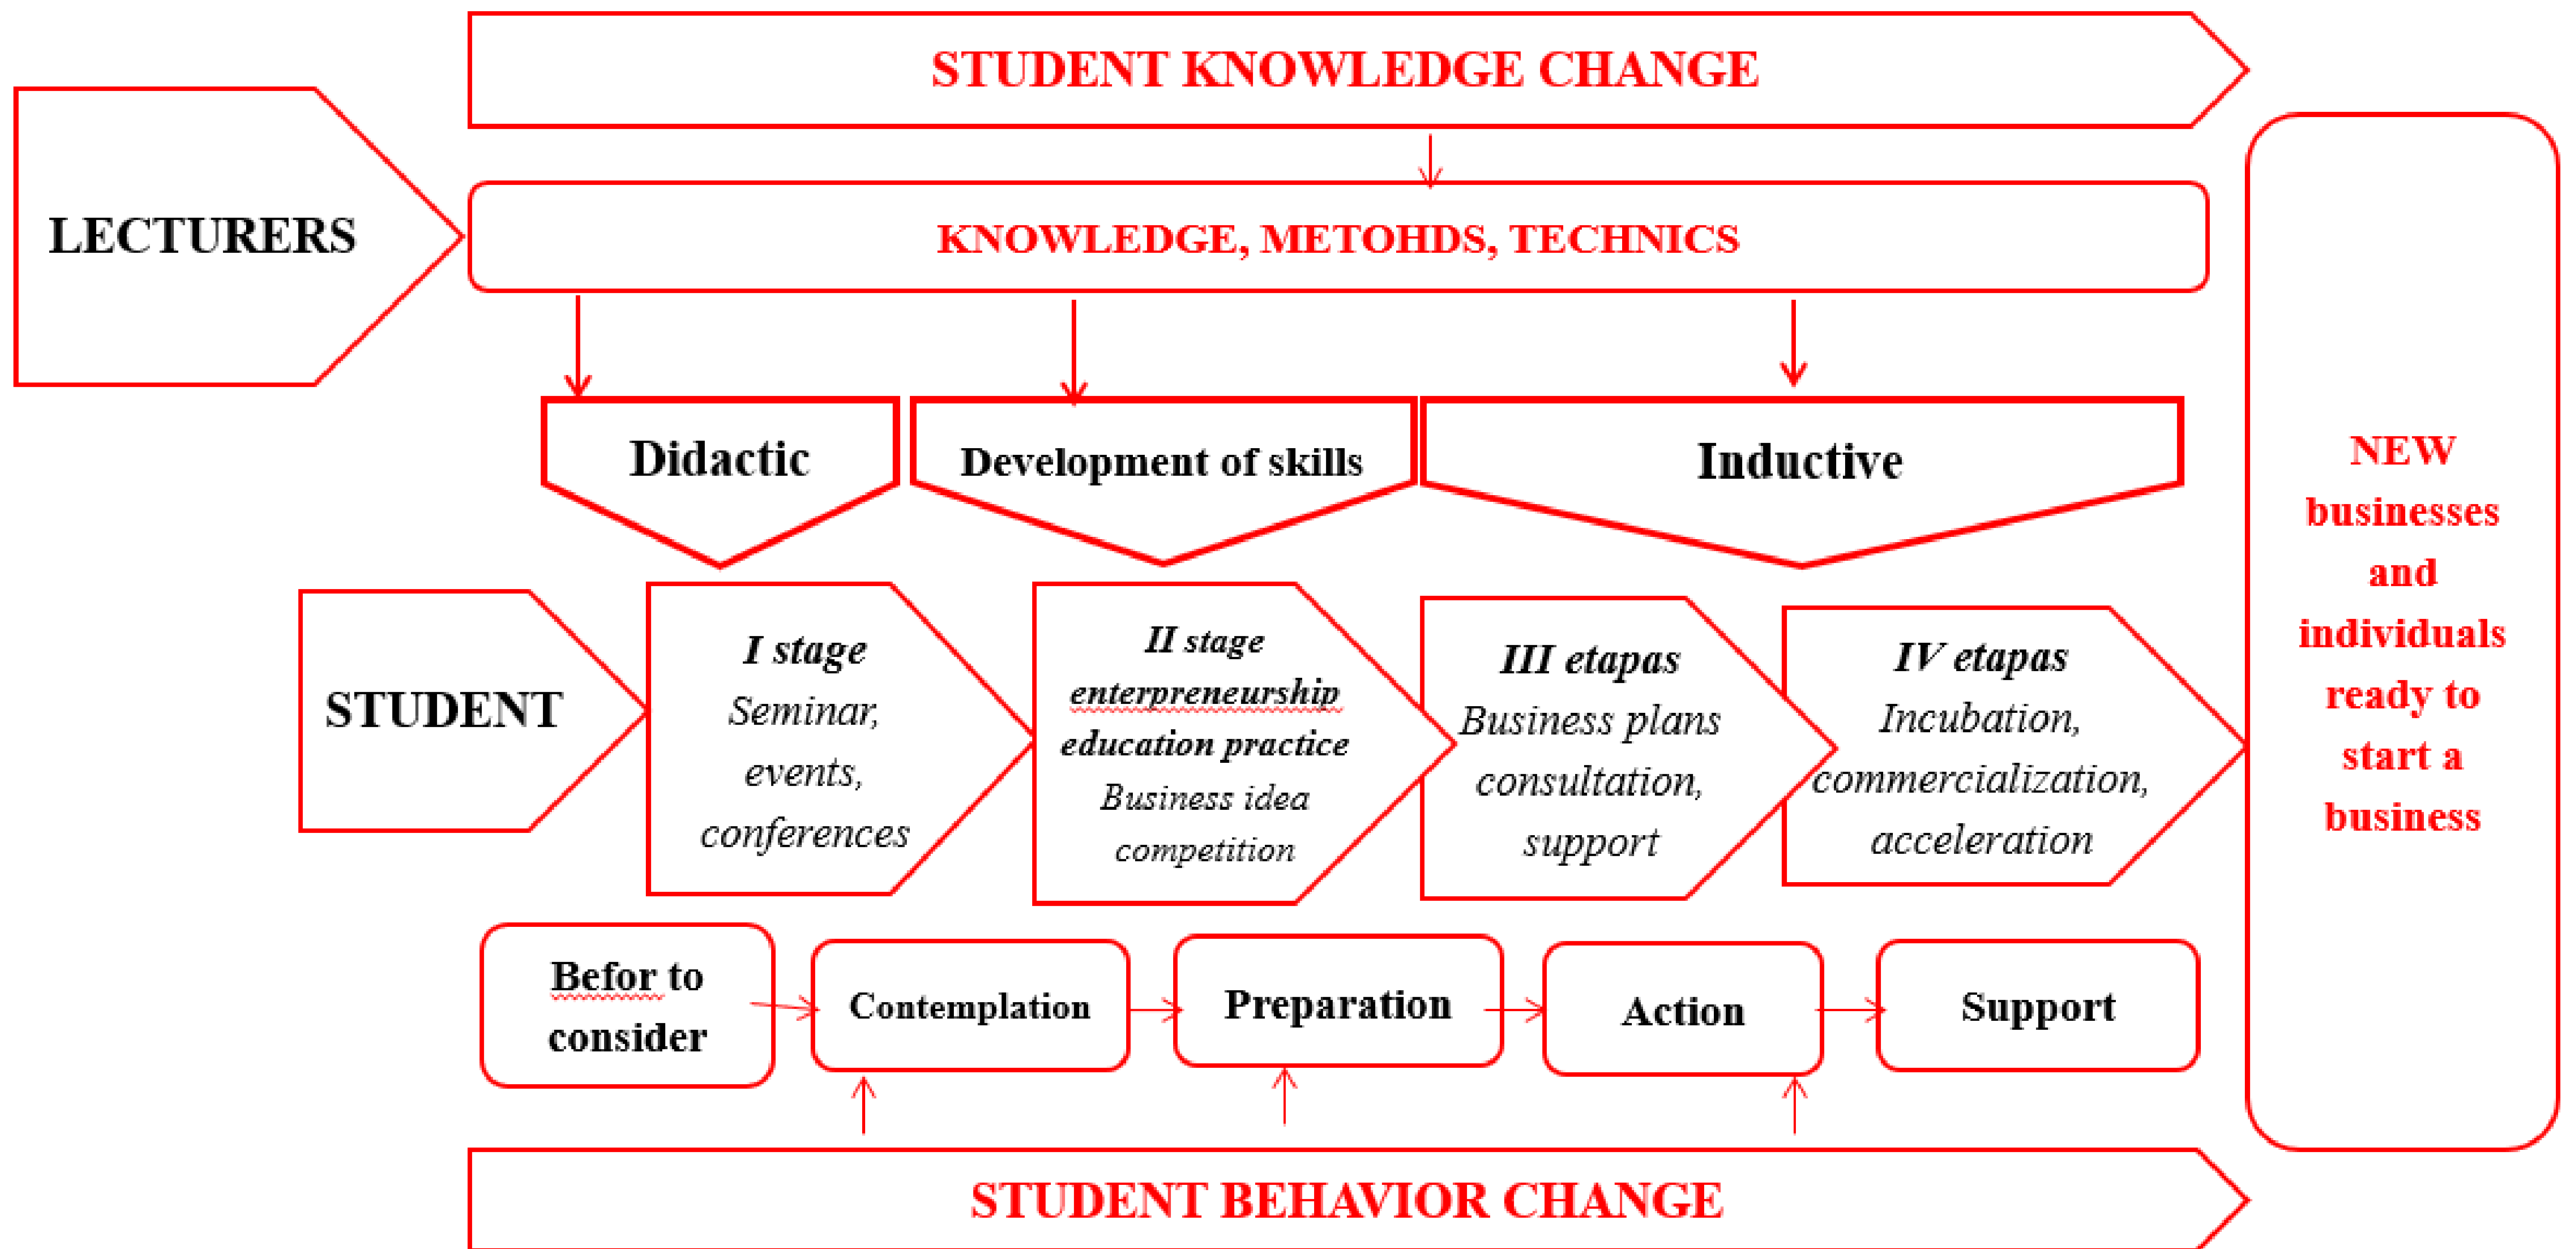 STUDENT KNOWLEDGE CHANGE
LECTURERS
KNOWLEDGE, METOHDS, TECHNICS
Didactic
Development of skills
Inductive
STUDENT
I stage
Seminar,
events,
conferences
II stage
enterpreneurship
education practice
Business idea
competition
III etapas
Business plans
consultation,
support
IV etapas
Incubation,
commercialization,
acceleration
NEW
businesses
and
individuals
ready to
start a
business
Befor to
consider
Contemplation
Preparation
Action
Support
STUDENT BEHAVIOR CHANGE